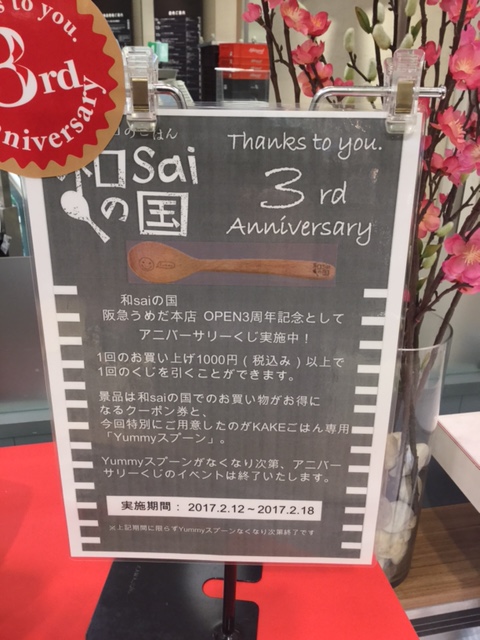 s to you.
3rd
nniversary
のごはん
和Sai
の国
Thanks to you.
3 rd
Anniversary
和saiの国
阪急うめだ本店 OPEN3周年記念として
アニバーサリーくじ実施中！
1回のお買い上げ1000円（税込み）以上で
1回のくじを引くことができます。
景品は和saiの国でのお買い物がお得に
なるクーポン券と、
今回特別にご用意したのがKAKEごはん専用
「Yummyスプーン」。
Yummyスプーンがなくなり次第、アニバー
サリーくじのイベントは終了いたします。
実施期間： 2017.2.12～2017.2.18
※上記期間に限らずYummyスプーンなくなり次第終了です